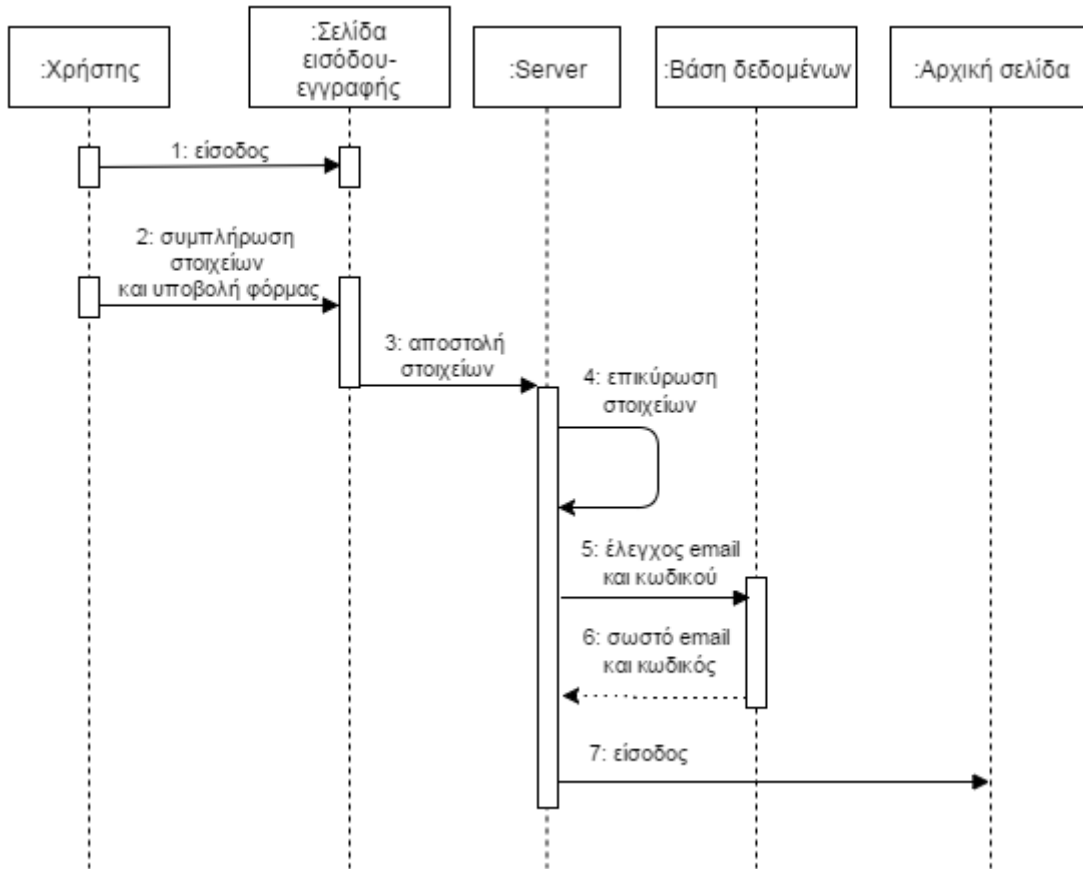 :Χρήστης
:Σελίδα
εισόδου-
εγγραφής
:Server
:Βάση δεδομένων
:Αρχική σελίδα
1: είσοδος
2: συμπλήρωση
στοιχείων
και υποβολή φόρμας
3: αποστολή
στοιχείων
4: επικύρωση
στοιχείων
5: έλεγχος email
και κωδικού
6: σωστό email
και κωδικός
7: είσοδος